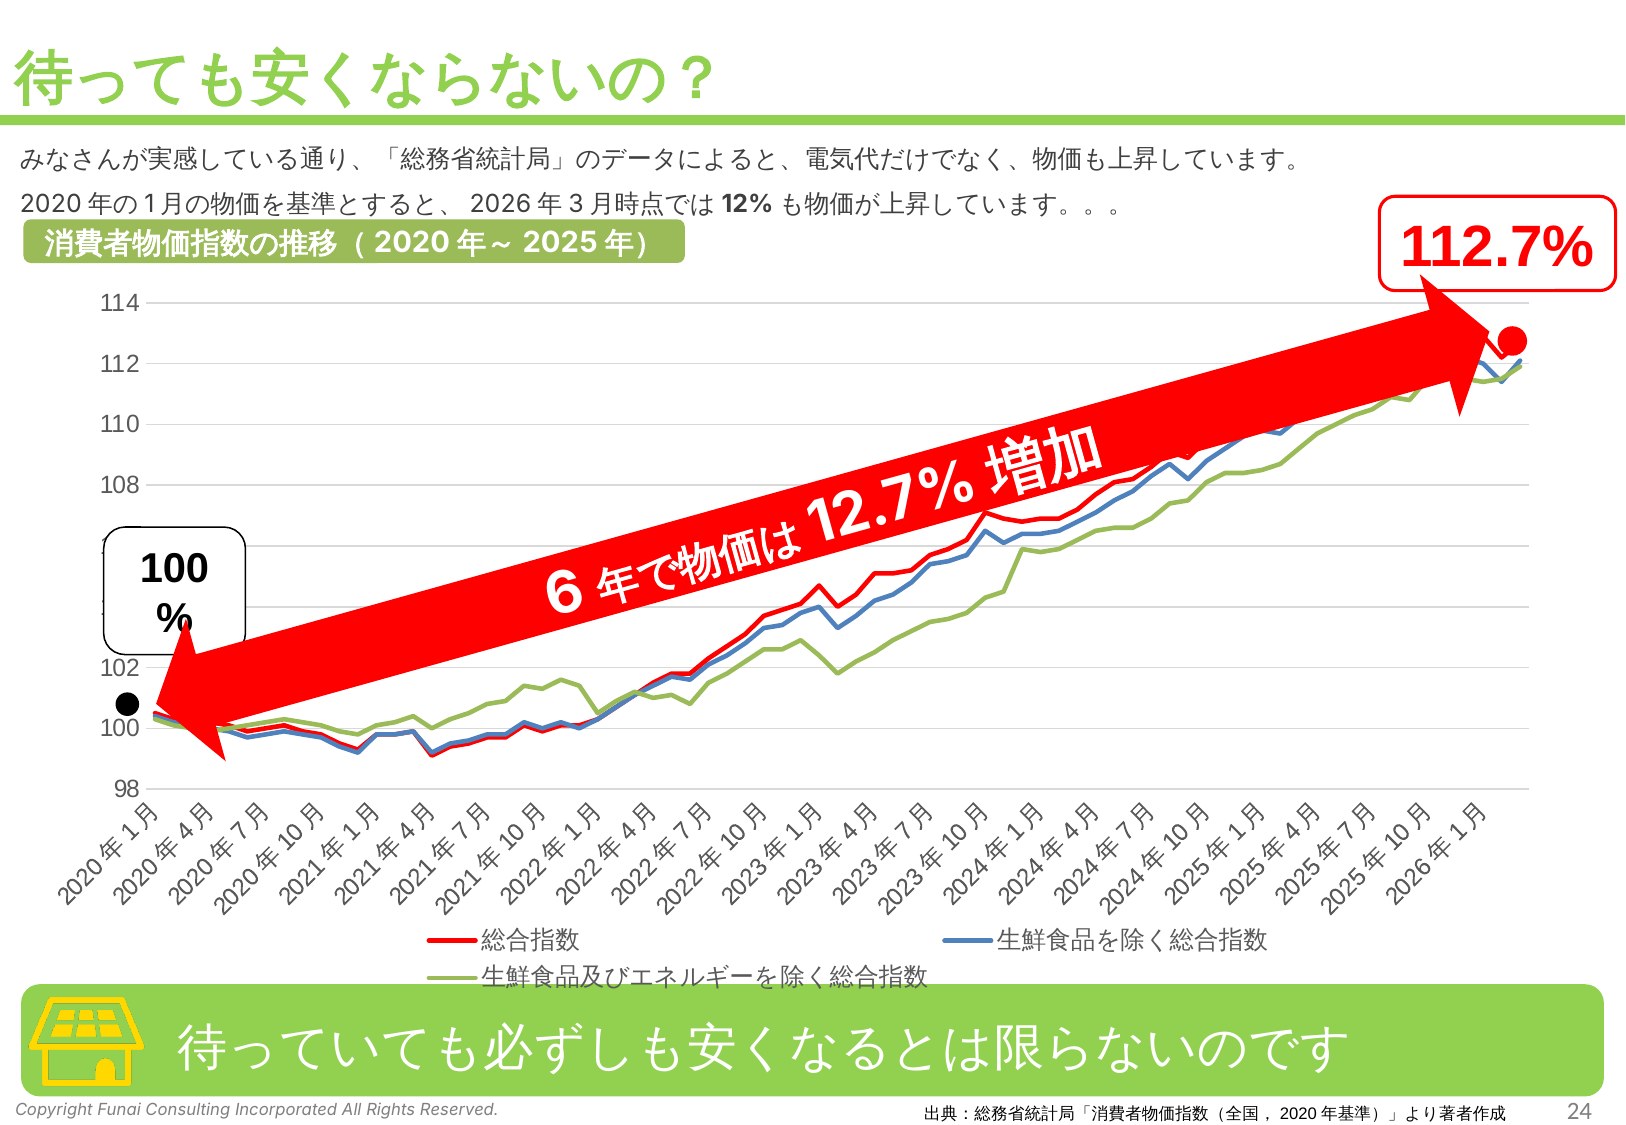 待っても安くならないの？
みなさんが実感している通り、「総務省統計局」のデータによると、電気代だけでなく、物価も上昇しています。
2020 年の 1 月の物価を基準とすると、 2026 年 3 月時点では 12% も物価が上昇しています。。。
消費者物価指数の推移（ 2020 年～ 2025 年）
112.7%
114
112
110
108
102
100
98
100
%
6 年で物価は 12.7% 増加
2020 年 1 月
2020 年 4 月
2020 年 7 月
2020 年 10 月
2021 年 1 月
2021 年 4 月
2021 年 7 月
2021 年 10 月
2022 年 1 月
2022 年 4 月
2022 年 7 月
2022 年 10 月
2023 年 1 月
2023 年 4 月
2023 年 7 月
2023 年 10 月
2024 年 1 月
2024 年 4 月
2024 年 7 月
2024 年 10 月
2025 年 1 月
2025 年 4 月
2025 年 7 月
2025 年 10 月
2026 年 1 月
総合指数
生鮮食品を除く総合指数
生鮮食品及びエネルギーを除く総合指数
待っていても必ずしも安くなるとは限らないのです
Copyright Funai Consulting Incorporated All Rights Reserved.
出典：総務省統計局「消費者物価指数（全国， 2020 年基準）」より著者作成
24